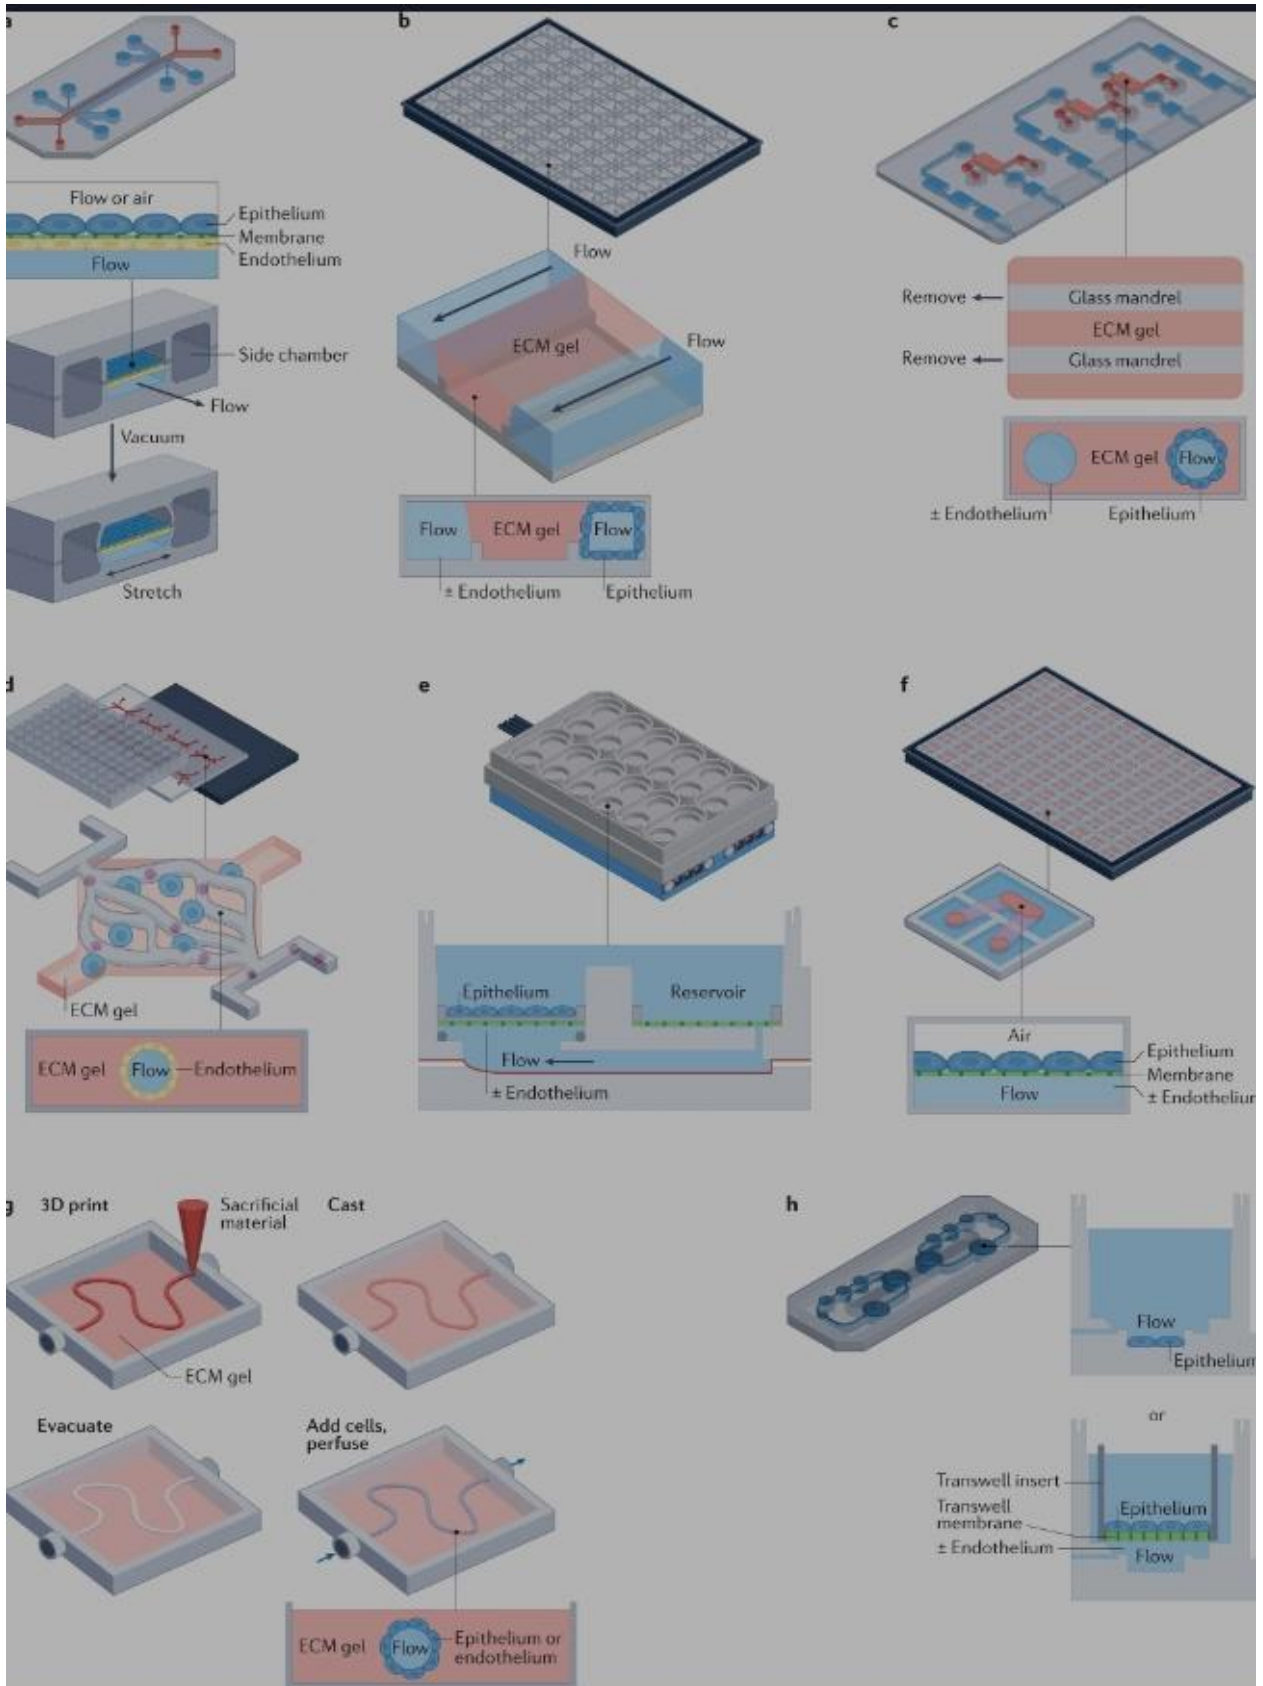 a
Flow or air
Epithelium
Membrane
Endothelium
Flow
Side chamber
Flow
Vacuum
Stretch
b
Flow
ECM gel
Flow
Flow
ECM gel
Flow
± Endothelium
Epithelium
c
Remove
Glass mandrel
ECM gel
Remove
Glass mandrel
ECM gel
Flow
± Endothelium
Epithelium
d
ECM gel
ECM gel
Flow
Endothelium
e
Epithelium
Reservoir
Flow
± Endothelium
f
Air
Epithelium
Membrane
Flow
± Endotheliur
g
3D print
Sacrificial
material
Cast
ECM gel
Evacuate
Add cells,
perfuse
ECM gel
Flow
Epithelium or
endothelium
h
Flow
Epithelium
or
Transwell insert
Epithelium
Transwell
membrane
± Endothelium
Flow